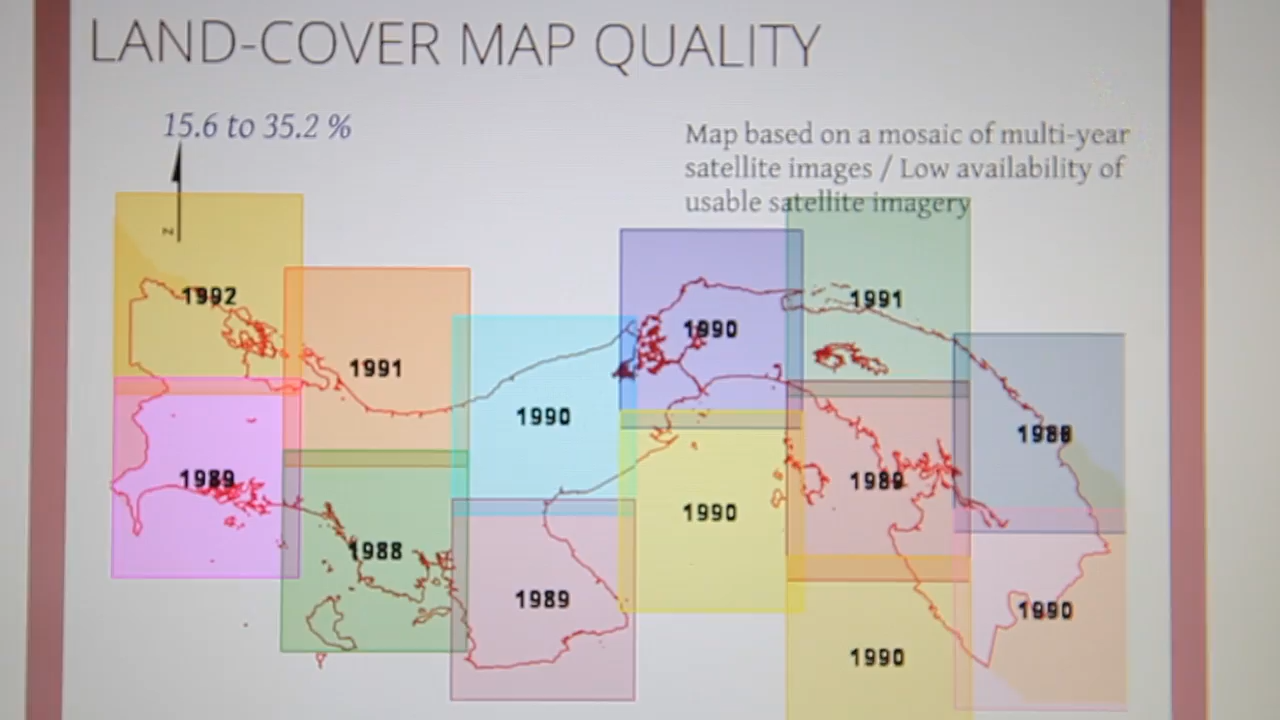 LAND-COVER MAP QUALITY
15.6 to 35.2 %
Map based on a mosaic of multi-year
satellite images / Low availability of
usable satellite imagery
N
1992
1991
1990
1990
1991
1988
1989
1988
1989
1990
1989
1990
1990